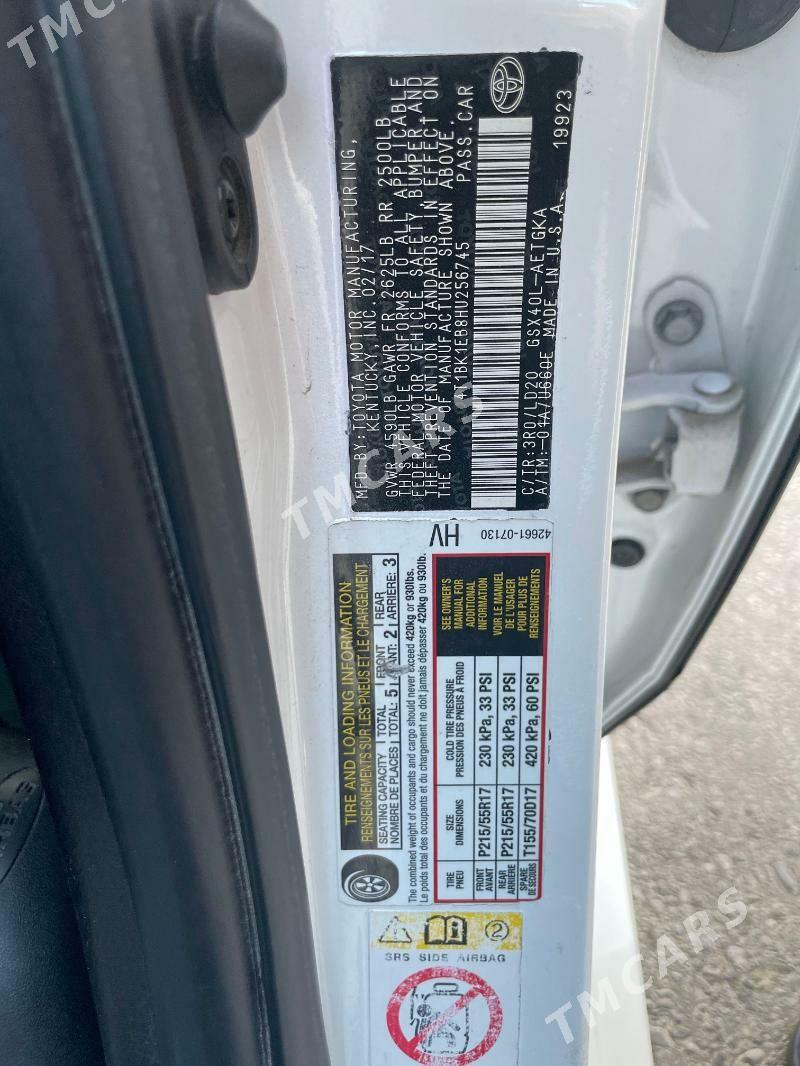 MFD BY:TOYOTA MOTOR MANUFACTURING,
KENTUCKY, INC. 02/17
GVWR 4590LB GAWR FR 2625LB RR 2500LB
THIS VEHICLE CONFORMS TO ALL APPLICABLE
FEDERAL MOTOR VEHICLE SAFETY, BUMPER, AND
THEFT PREVENTION STANDARDS IN EFFECT ON
THE DATE OF MANUFACTURE SHOWN ABOVE.
4T1BK1EB8HU256745 PASS.CAR
C/TR:3R0/LD20 GSX40L-AETGKA
A/TM:-01A/U660E MADE IN U.S.A. 19923
HV
42661-07130
TIRE AND LOADING INFORMATION
RENSEIGNEMENTS SUR LES PNEUS ET LE CHARGEMENT
SEATING CAPACITY TOTAL FRONT REAR
NOMBRE DE PLACES TOTAL: 5 AVANT: 2 ARRIÈRE: 3
The combined weight of occupants and cargo should never exceed 420kg or 930lbs.
Le poids total des occupants et du chargement ne doit jamais dépasser 420kg ou 930lb.
TIRE SIZE COLD TIRE PRESSURE
PNEU DIMENSIONS PRESSION DES PNEUS À FROID
FRONT AVANT P215/55R17 230 kPa, 33 PSI
REAR ARRIÈRE P215/55R17 230 kPa, 33 PSI
SPARE DE SECOURS T155/70D17 420 kPa, 60 PSI
SEE OWNER'S
MANUAL FOR
ADDITIONAL
INFORMATION
VOIR LE MANUEL
DE L'USAGER
POUR PLUS DE
RENSEIGNEMENTS
2
SRS SIDE AIRBAG
TMCARS
TMCARS
TMCARS
TMCARS
TMCARS